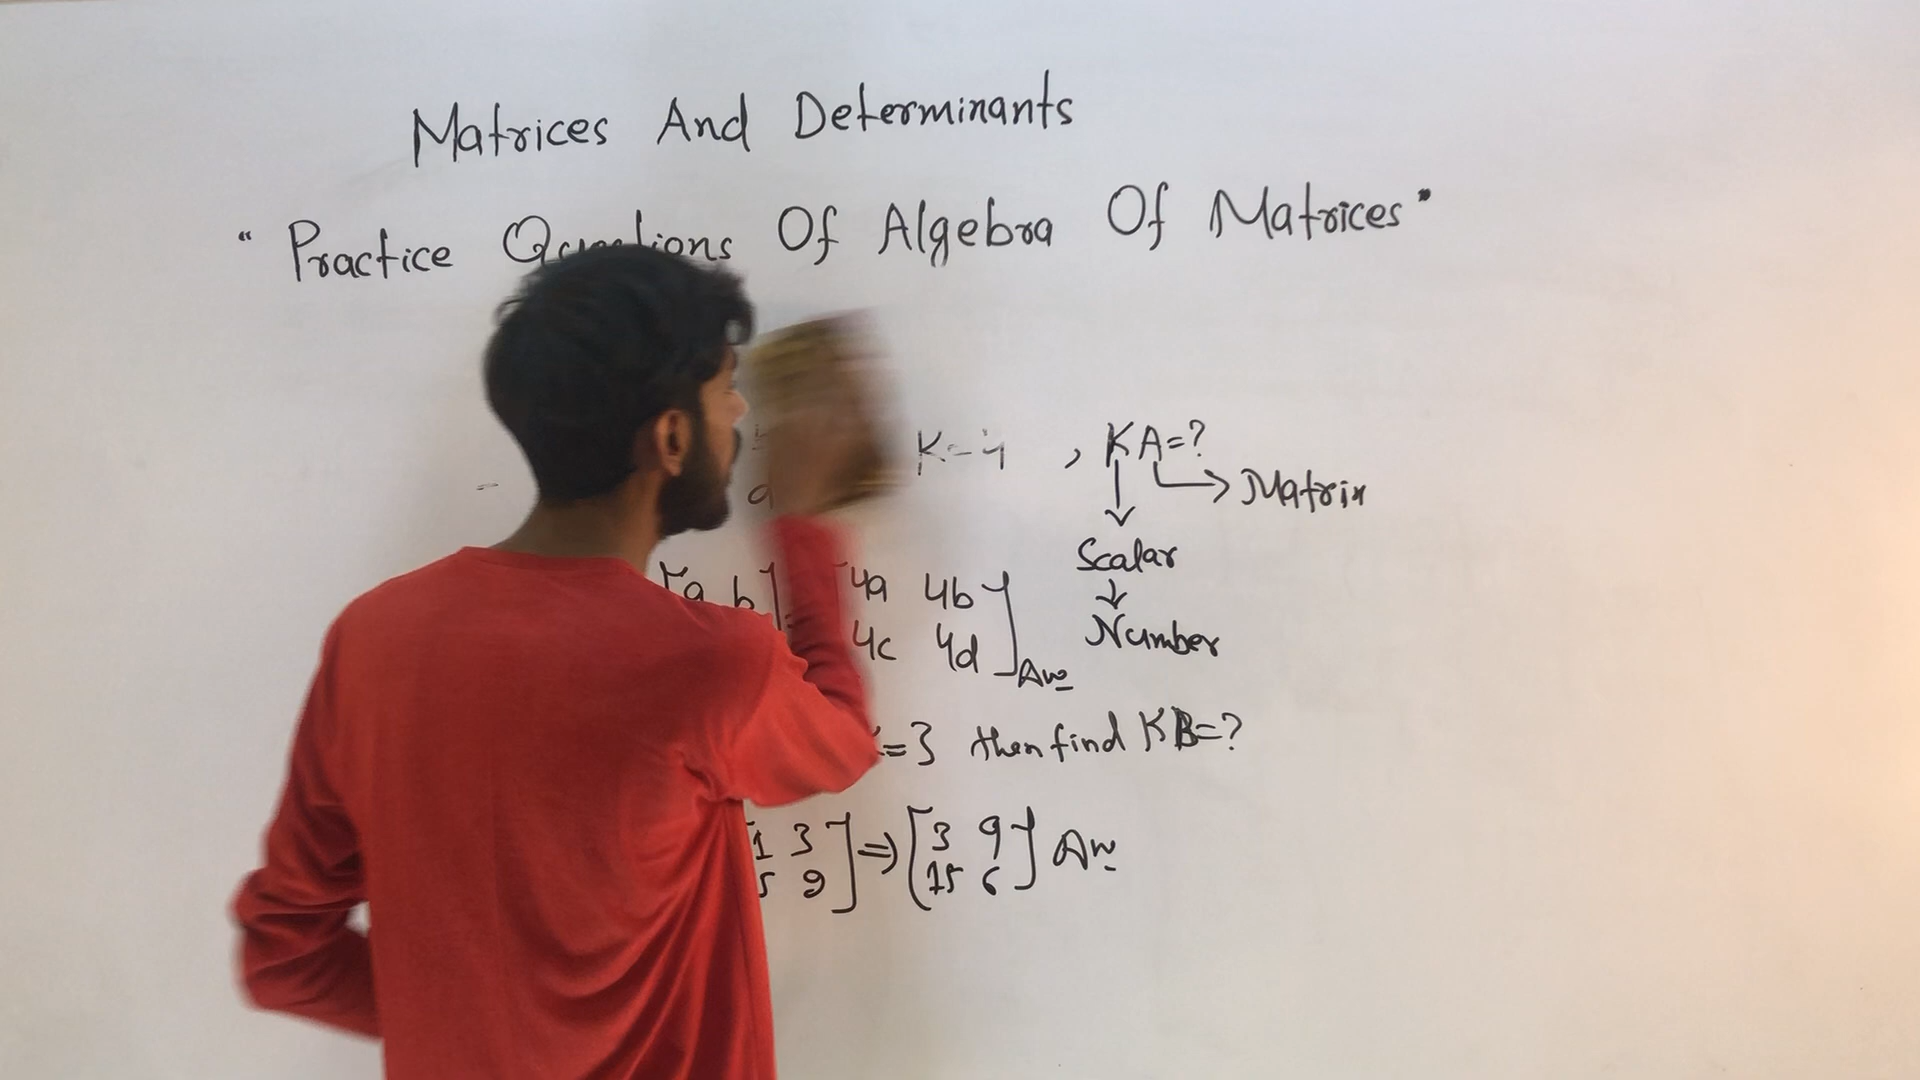 Matrices And Determinants
"Practice Questions Of Algebra Of Matrices"
K=4 , KA=?
Matrix
Scalar
Number
a b 4a 4b
4c 4d Ans
=3 then find KB=?
1 3 ⇒ 3 9 Ans
5 9 15 6